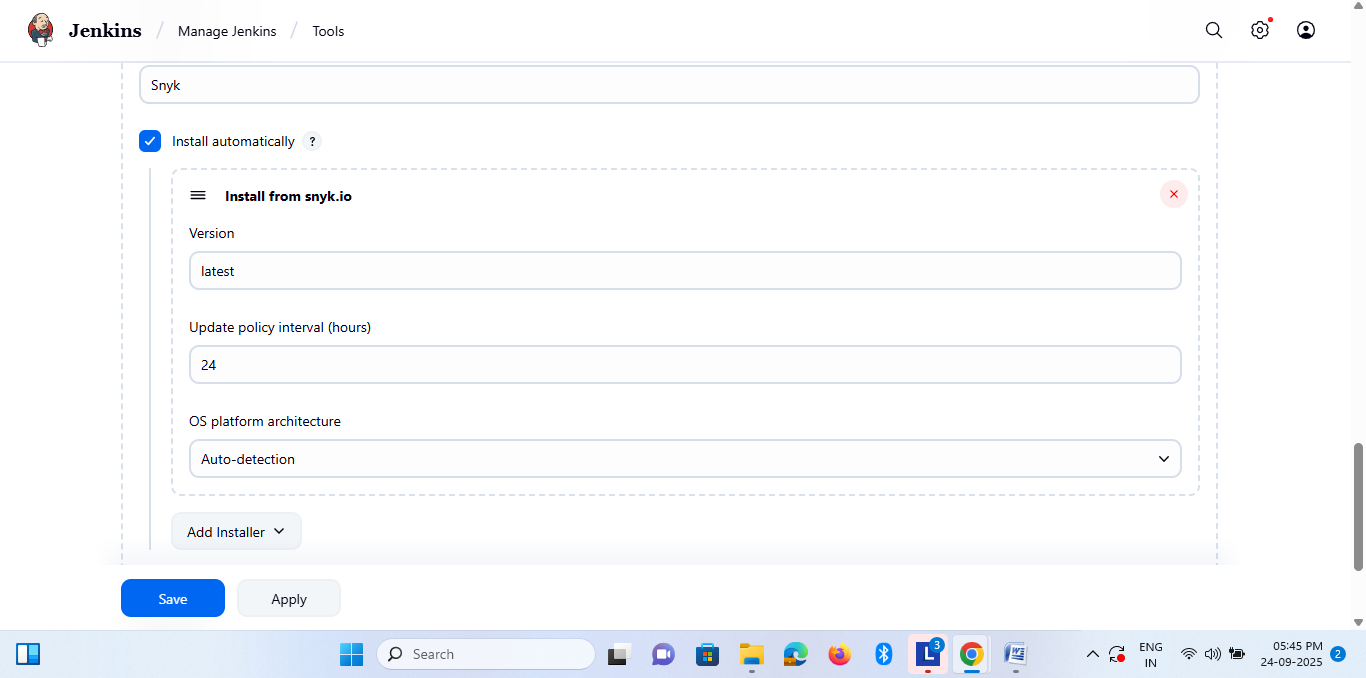 Jenkins / Manage Jenkins / Tools
Snyk
Install automatically ?
Install from snyk.io
Version
latest
Update policy interval (hours)
24
OS platform architecture
Auto-detection
Add Installer
Save Apply
Search
L 3
W
ENG
IN
05:45 PM
24-09-2025
2